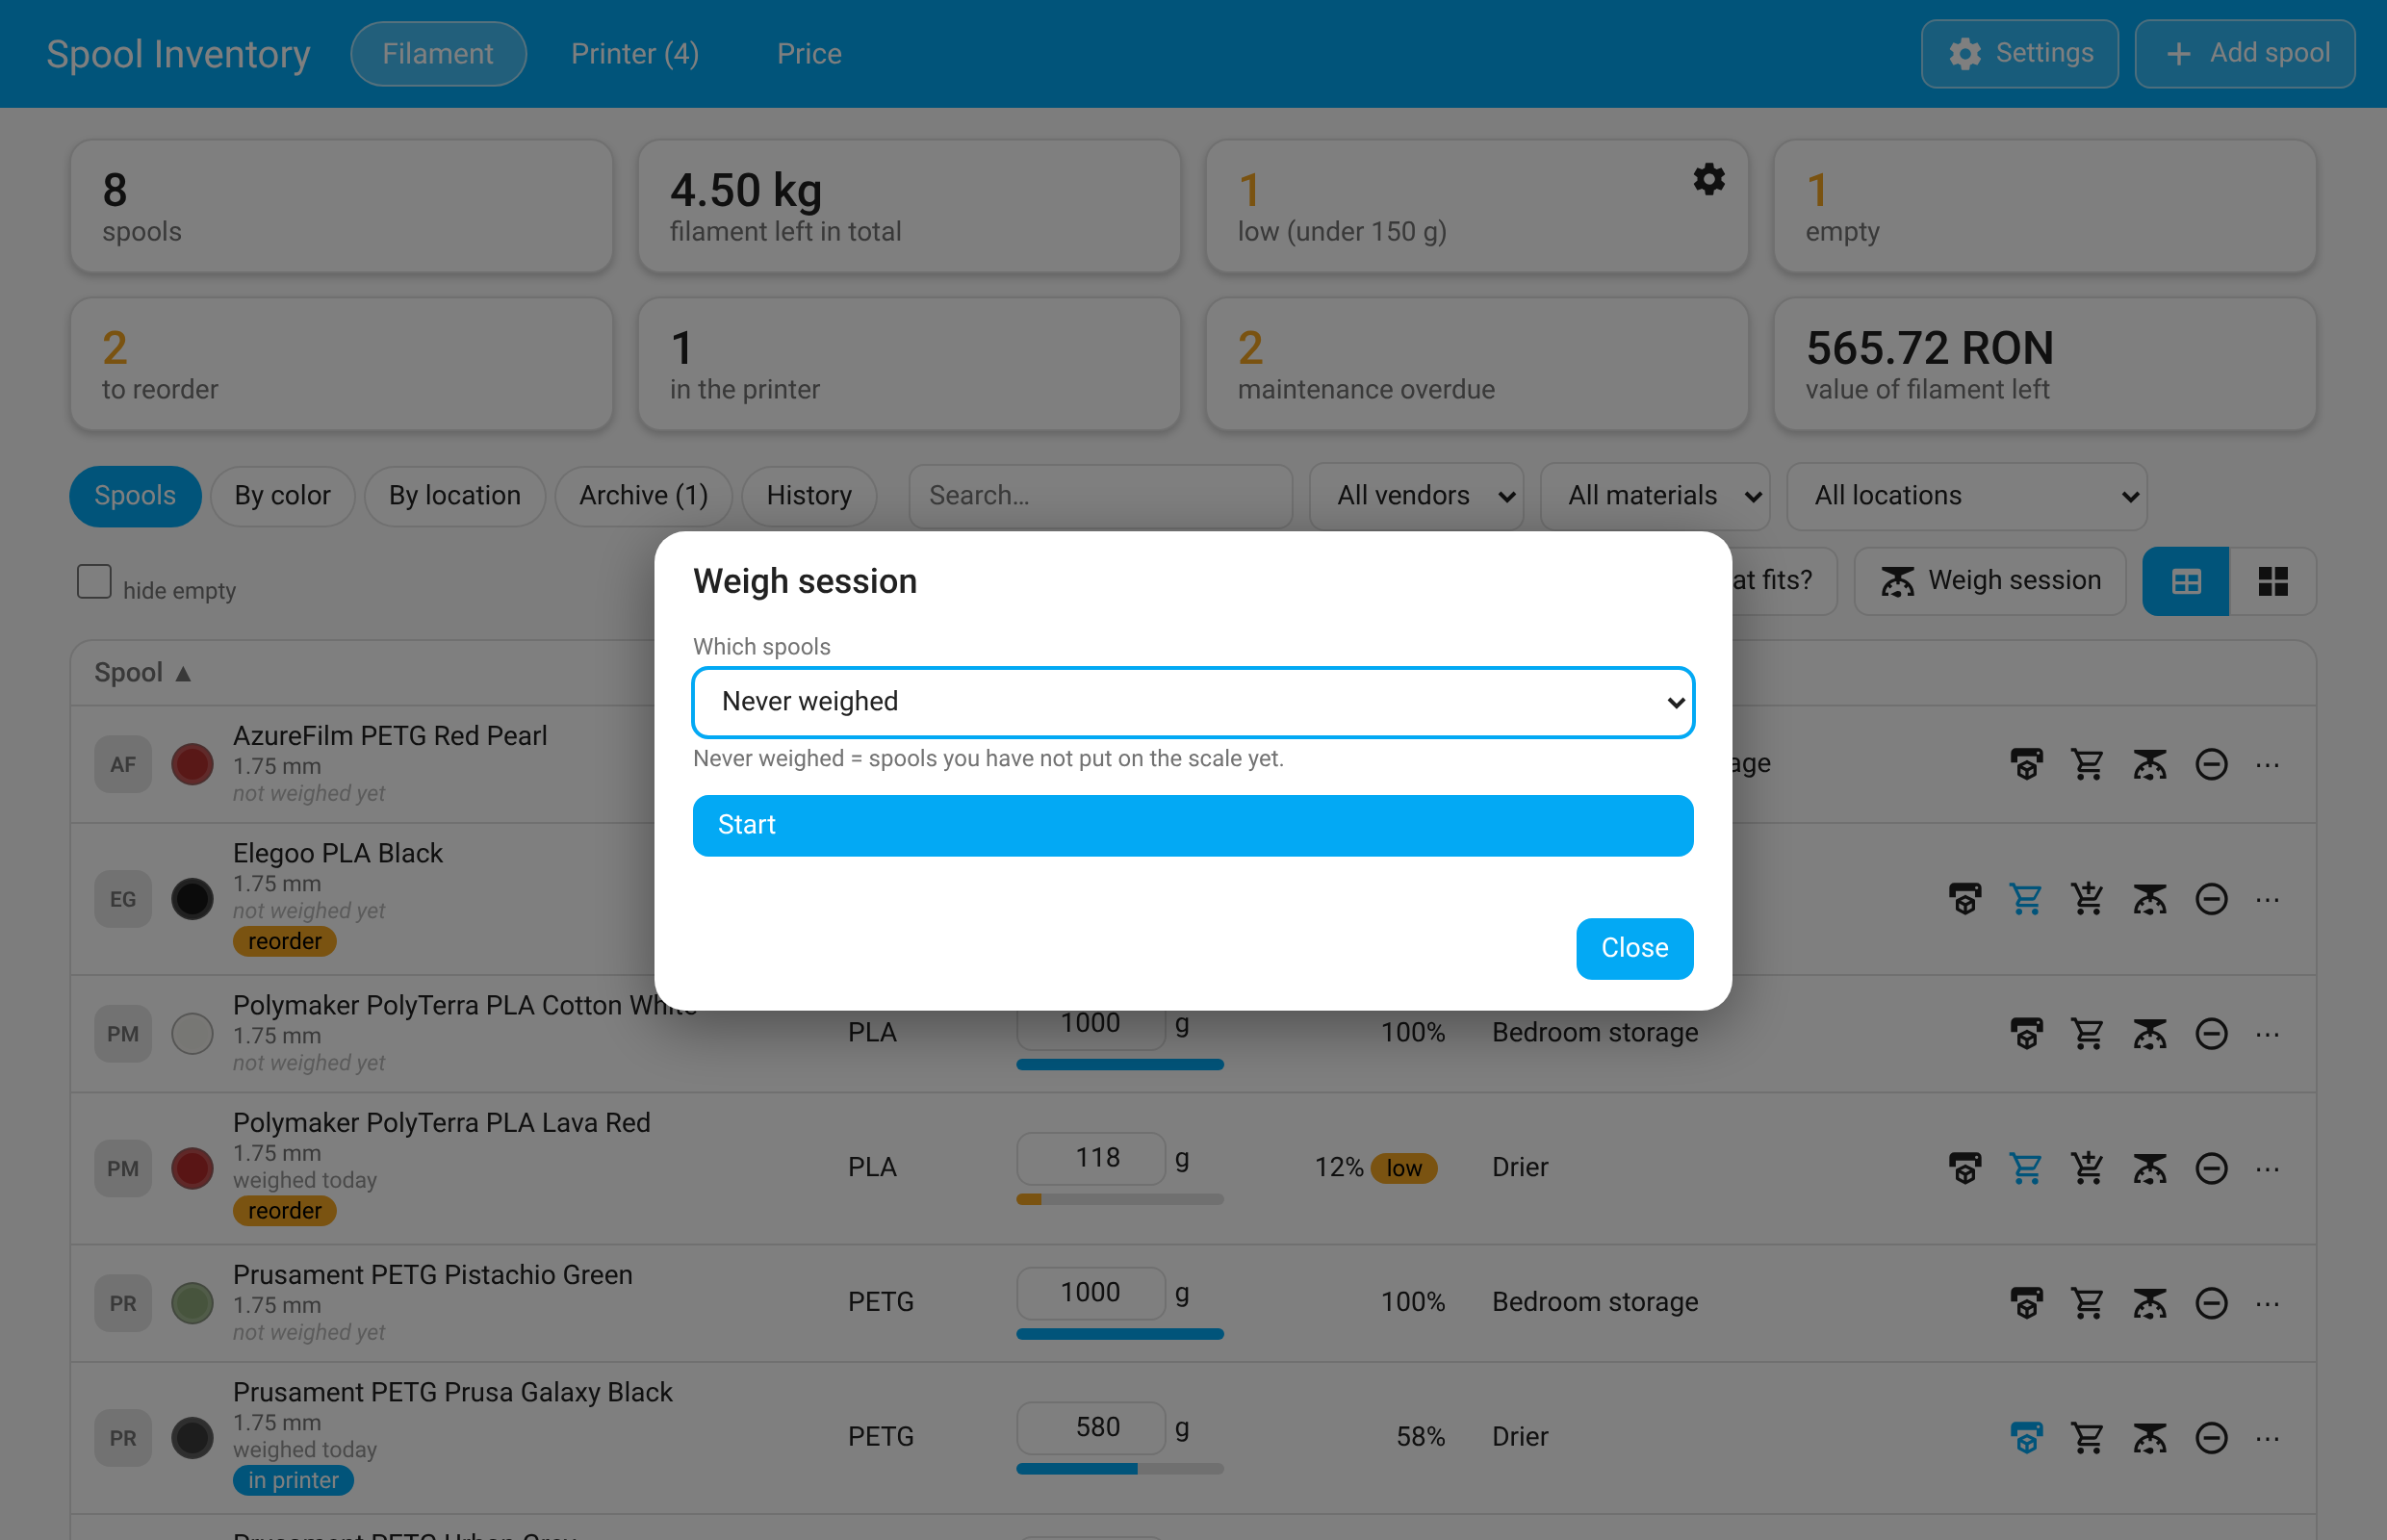 Spool Inventory Filament Printer (4) Price Settings Add spool
8
spools
4.50 kg
filament left in total
1
low (under 150 g)
1
empty
2
to reorder
1
in the printer
2
maintenance overdue
565.72 RON
value of filament left
Spools By color By location Archive (1) History Search... All vendors All materials All locations
hide empty
at fits? Weigh session
Weigh session
Which spools
Never weighed
Never weighed = spools you have not put on the scale yet.
Start
Close
Spool ▲
AF
AzureFilm PETG Red Pearl
1.75 mm
not weighed yet
age
EG
Elegoo PLA Black
1.75 mm
not weighed yet
reorder
PM
Polymaker PolyTerra PLA Cotton White
1.75 mm
not weighed yet
PLA 1000 g 100% Bedroom storage
PM
Polymaker PolyTerra PLA Lava Red
1.75 mm
weighed today
reorder
PLA 118 g 12% low Drier
PR
Prusament PETG Pistachio Green
1.75 mm
not weighed yet
PETG 1000 g 100% Bedroom storage
PR
Prusament PETG Prusa Galaxy Black
1.75 mm
weighed today
in printer
PETG 580 g 58% Drier